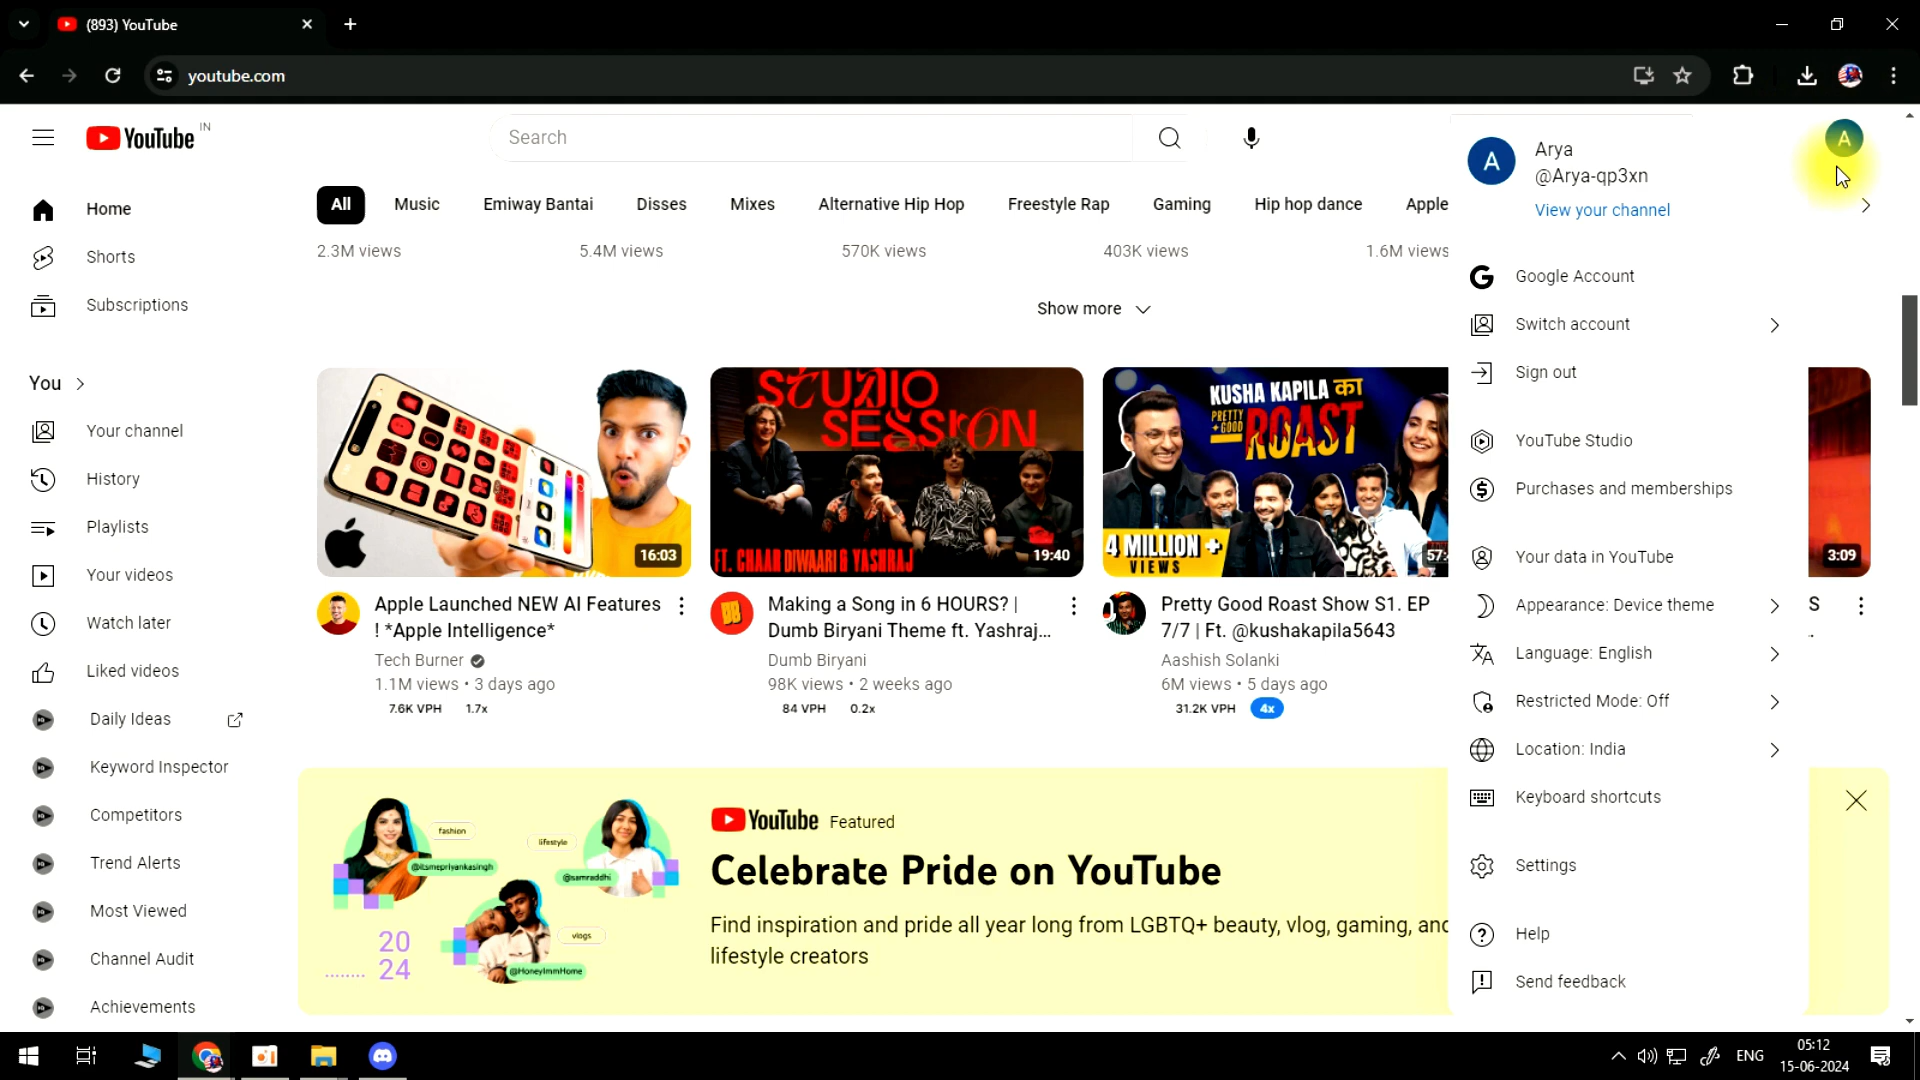 (893) YouTube
youtube.com
YouTube IN
Search
Home
Shorts
Subscriptions
You
Your channel
History
Playlists
Your videos
Watch later
Liked videos
Daily Ideas
Keyword Inspector
Competitors
Trend Alerts
Most Viewed
Channel Audit
Achievements
All Music Emiway Bantai Disses Mixes Alternative Hip Hop Freestyle Rap Gaming Hip hop dance Apple
2.3M views 5.4M views 570K views 403K views 1.6M views
Show more
16:03
Apple Launched NEW AI Features
! *Apple Intelligence*
Tech Burner
1.1M views • 3 days ago
7.6K VPH 1.7x
STUDIO
SESSION
FT. CHAAR DIWAARI & YASHRAJ
19:40
Making a Song in 6 HOURS? |
Dumb Biryani Theme ft. Yashraj...
Dumb Biryani
98K views • 2 weeks ago
84 VPH 0.2x
KUSHA KAPILA का
PRETTY
+ GOOD
ROAST
4 MILLION +
VIEWS
57:
Pretty Good Roast Show S1. EP
7/7 | Ft. @kushakapila5643
Aashish Solanki
6M views • 5 days ago
31.2K VPH 4x
3:09
S
fashion
@itsmepriyankasingh
lifestyle
@samraddhi
vlogs
@HoneyImmHome
20
24
YouTube Featured
Celebrate Pride on YouTube
Find inspiration and pride all year long from LGBTQ+ beauty, vlog, gaming, and
lifestyle creators
A
A
Arya
@Arya-qp3xn
View your channel
Google Account
Switch account
Sign out
YouTube Studio
Purchases and memberships
Your data in YouTube
Appearance: Device theme
Language: English
Restricted Mode: Off
Location: India
Keyboard shortcuts
Settings
Help
Send feedback
ENG
05:12
15-06-2024